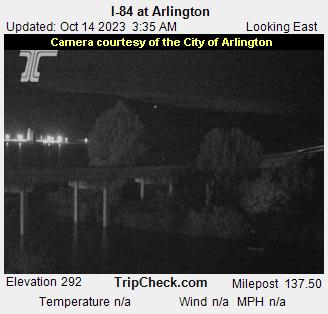 I-84 at Arlington
Updated: Oct 14 2023 3:35 AM Looking East
Camera courtesy of the City of Arlington
Elevation 292 TripCheck.com Milepost 137.50
Temperature n/a Wind n/a MPH n/a